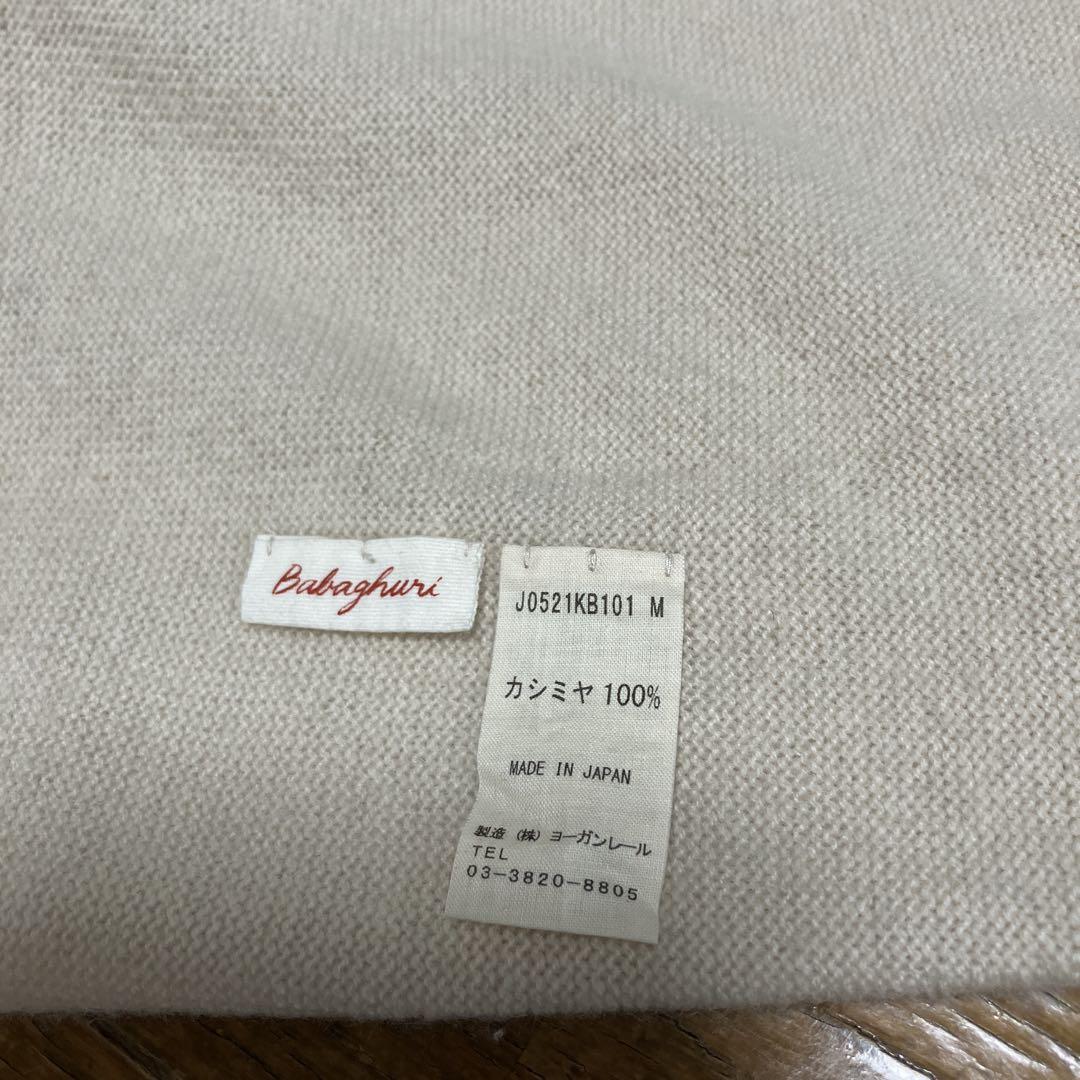 Babaghuri
J0521KB101 M
カシミヤ 100%
MADE IN JAPAN
製造 (株) ヨーガンレール
TEL
03-3820-8805